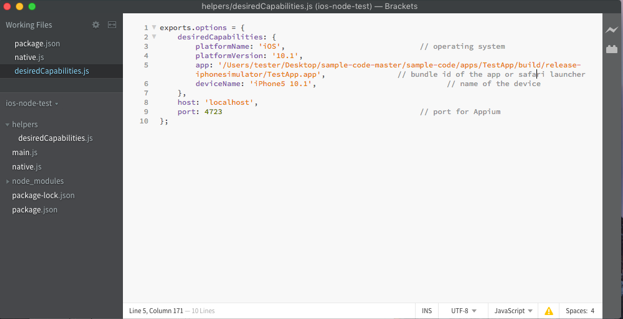 helpers/desiredCapabilities.js (ios-node-test) — Brackets
Working Files
package.json
native.js
desiredCapabilities.js
ios-node-test
helpers
desiredCapabilities.js
main.js
native.js
node_modules
package-lock.json
package.json
1 exports.options = {
2 desiredCapabilities: {
3 platformName: 'iOS', // operating system
4 platformVersion: '10.1',
5 app: '/Users/tester/Desktop/sample-code-master/sample-code/apps/TestApp/build/release-
iphonesimulator/TestApp.app', // bundle id of the app or safari launcher
6 deviceName: 'iPhone5 10.1', // name of the device
7 },
8 host: 'localhost',
9 port: 4723 // port for Appium
10 };
Line 5, Column 171 — 10 Lines
INS UTF-8 JavaScript Spaces: 4